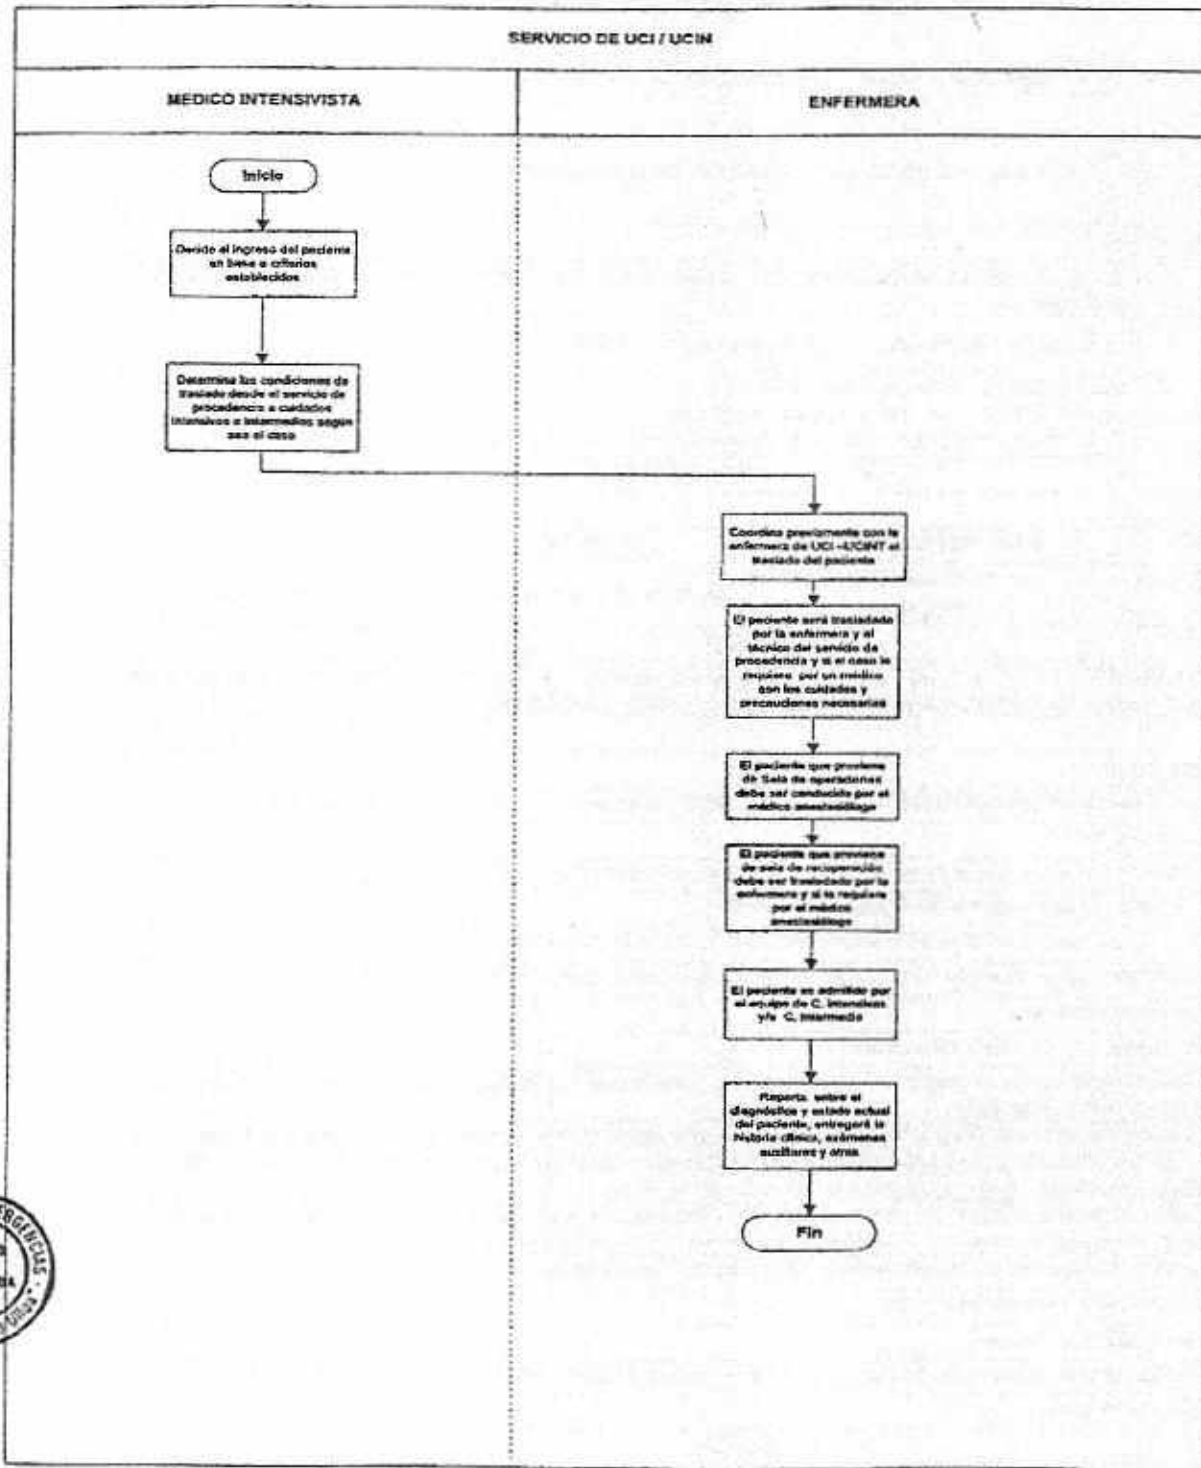 SERVICIO DE UCI / UCIN
MEDICO INTENSIVISTA
ENFERMERA
Inicio
Decide el ingreso del paciente
en base a criterios
establecidos
Determina las condiciones de
traslado desde el servicio de
procedencia a cuidados
intensivos o intermedios según
sea el caso
Coordina previamente con la
enfermera de UCI –UCINT el
traslado del paciente
El paciente será trasladado
por la enfermera y el
técnico del servicio de
procedencia y si el caso lo
requiere por un médico
con los cuidados y
precauciones necesarias
El paciente que proviene
de Sala de operaciones
debe ser conducido por el
médico anestesiólogo
El paciente que proviene
de sala de recuperación
debe ser trasladado por la
enfermera y si lo requiere
por el médico
anestesiólogo
El paciente es admitido por
el equipo de C. Intensivos
y/o C. Intermedio
Reporta sobre el
diagnóstico y estado actual
del paciente, entregará la
historia clínica, exámenes
auxiliares y otros
Fin